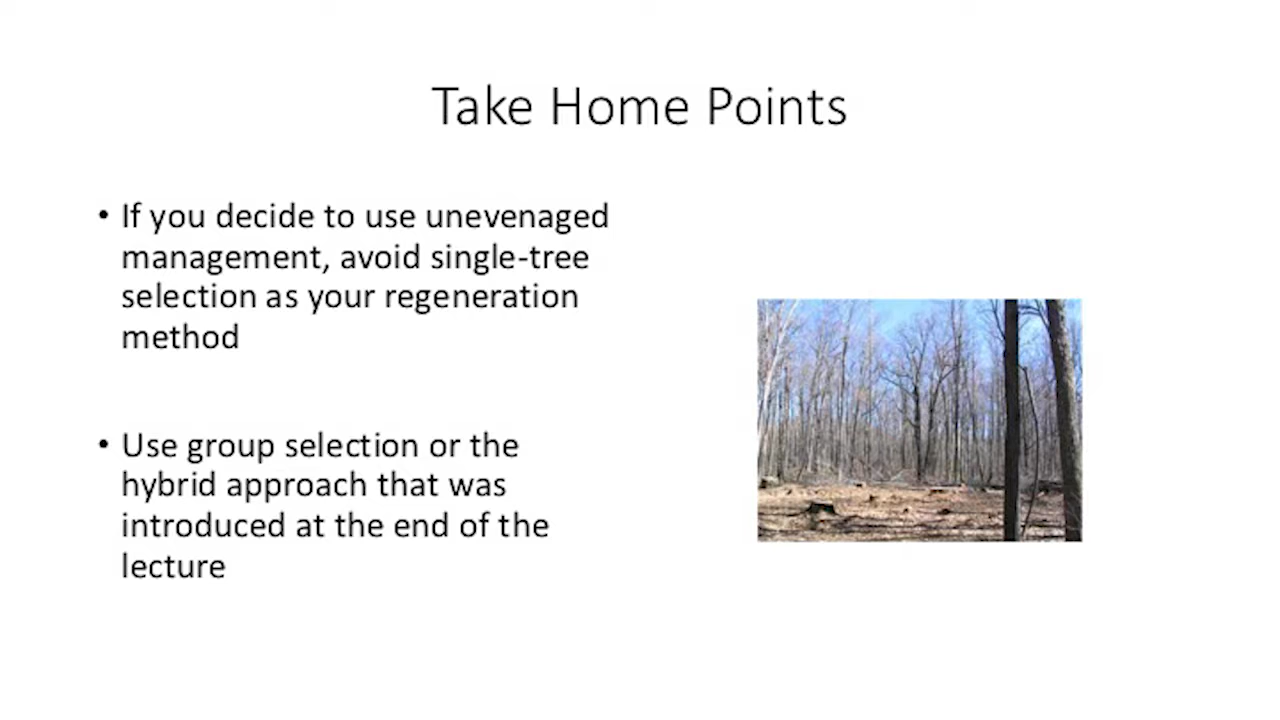 Take Home Points
• If you decide to use unevenaged
management, avoid single-tree
selection as your regeneration
method
• Use group selection or the
hybrid approach that was
introduced at the end of the
lecture